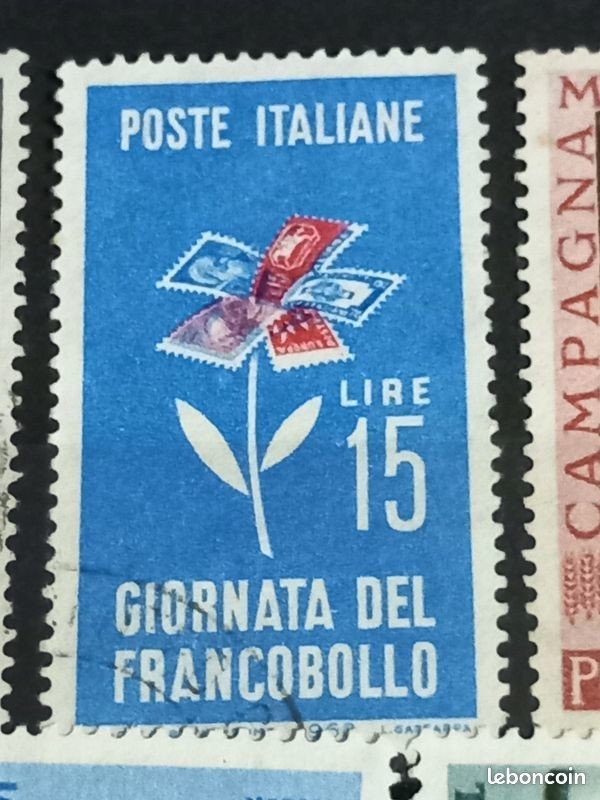 POSTE ITALIANE
LIRE
15
GIORNATA DEL
FRANCOBOLLO
CAMPAGNA M
P
leboncoin